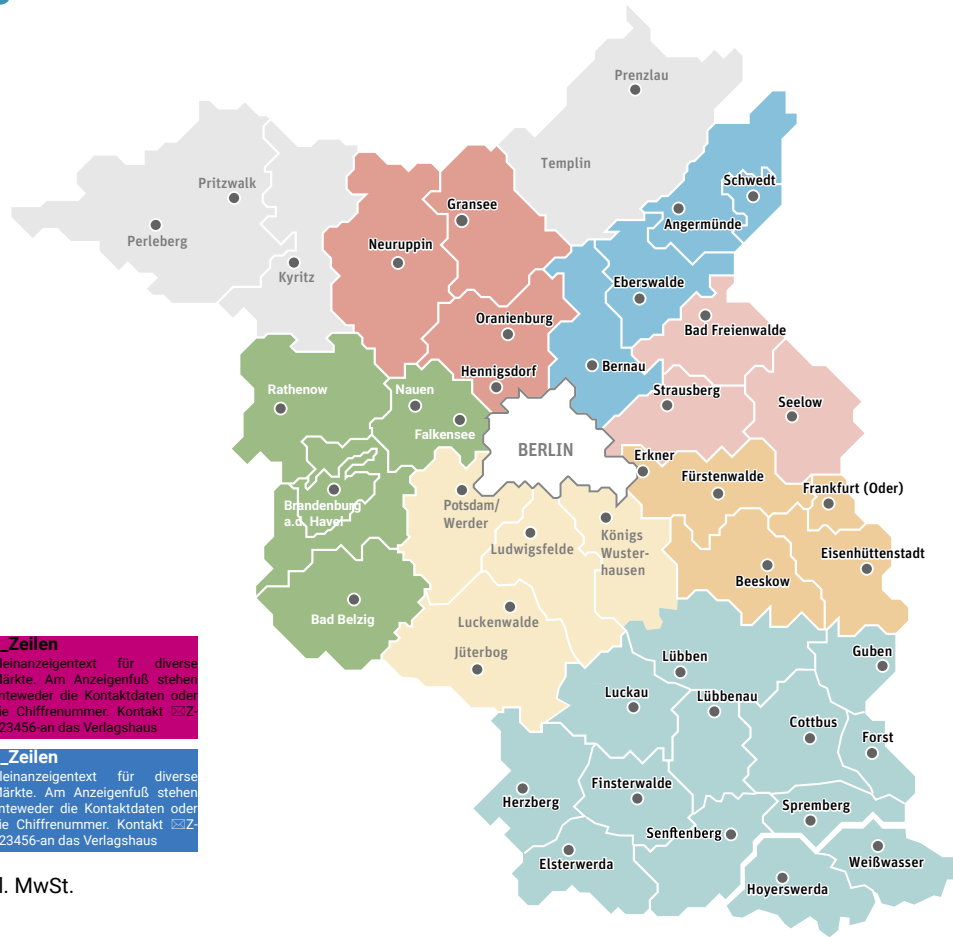 Prenzlau
Templin
Pritzwalk
Perleberg
Kyritz
Schwedt
Angermünde
Gransee
Neuruppin
Eberswalde
Oranienburg
Bad Freienwalde
Hennigsdorf
Bernau
Rathenow
Nauen
Strausberg
Seelow
Falkensee
BERLIN
Erkner
Fürstenwalde
Frankfurt (Oder)
Brandenburg
a.d. Havel
Potsdam/
Werder
Ludwigsfelde
Königs
Wuster-
hausen
Eisenhüttenstadt
Beeskow
Bad Belzig
Luckenwalde
Jüterbog
Guben
Lübben
Luckau
Lübbenau
Cottbus
Forst
Finsterwalde
Herzberg
Spremberg
Senftenberg
Elsterwerda
Weißwasser
Hoyerswerda
_Zeilen
leinanzeigentext für diverse
Märkte. Am Anzeigenfuß stehen
nteweder die Kontaktdaten oder
ie Chiffrenummer. Kontakt ✉Z-
23456-an das Verlagshaus
_Zeilen
leinanzeigentext für diverse
Märkte. Am Anzeigenfuß stehen
nteweder die Kontaktdaten oder
ie Chiffrenummer. Kontakt ✉Z-
23456-an das Verlagshaus
l. MwSt.